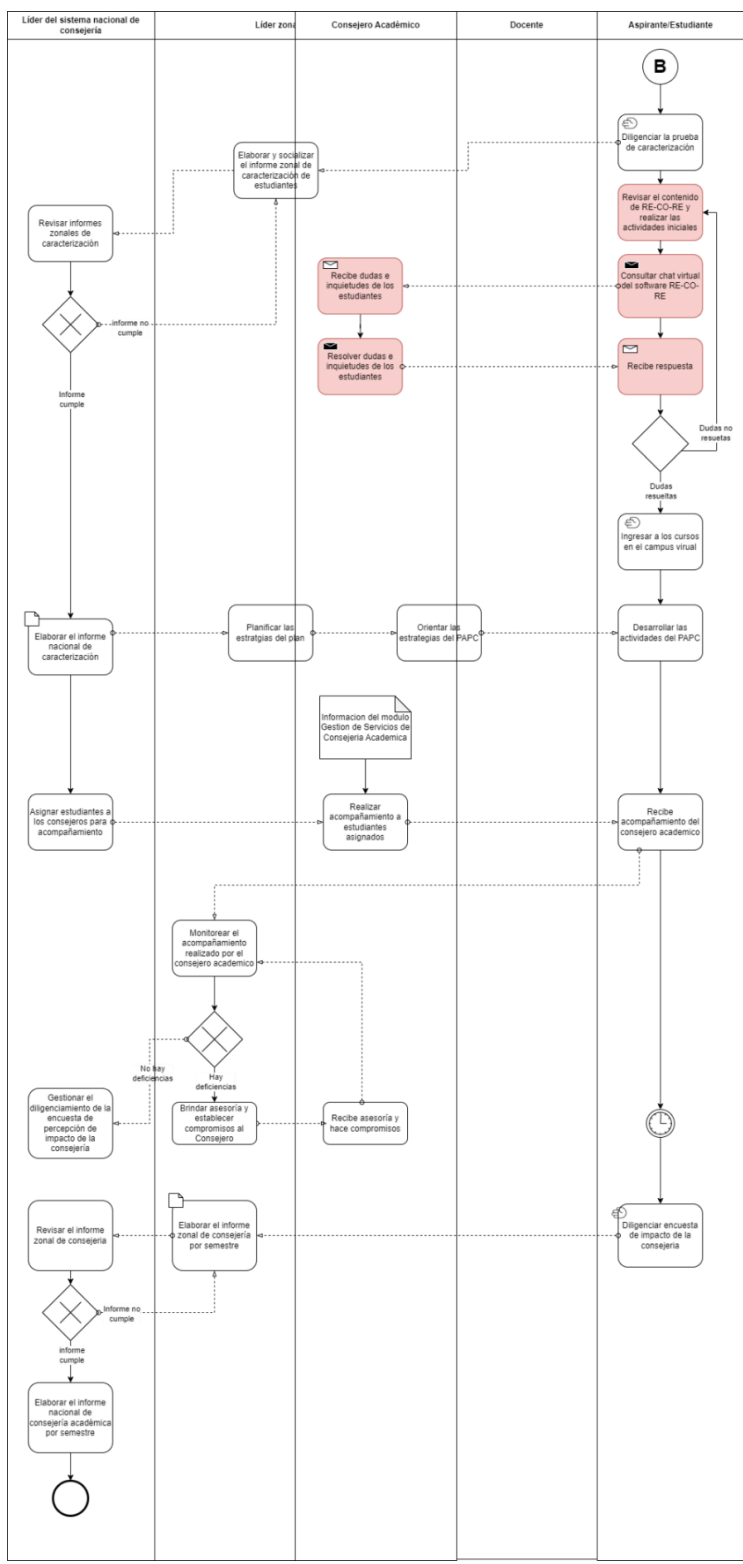 Líder del sistema nacional de
consejería
Líder zona
Consejero Académico
Docente
Aspirante/Estudiante
B
Diligenciar la prueba
de caracterización
Elaborar y socializar
el informe zonal de
caracterización de
estudiantes
Revisar el contenido
de RE-CO-RE y
realizar las
actividades iniciales
Revisar informes
zonales de
caracterización
Recibe dudas e
inquietudes de los
estudiantes
Consultar chat virtual
del software RE-CO-
RE
informe no
cumple
Resolver dudas e
inquietudes de los
estudiantes
Recibe respuesta
Informe
cumple
Dudas no
resuetas
Dudas
resueltas
Ingresar a los cursos
en el campus virual
Elaborar el informe
nacional de
caracterización
Planificar las
estratgias del plan
Orientar las
estrategias del PAPC
Desarrollar las
actividades del PAPC
Informacion del modulo
Gestion de Servicios de
Consejeria Academica
Asignar estudiantes a
los consejeros para
acompañamiento
Realizar
acompañamiento a
estudiantes
asignados
Recibe
acompañamiento del
consejero academico
Monitorear el
acompañamiento
realizado por el
consejero academico
No hay
deficiencias
Hay
deficiencias
Gestionar el
diligenciamiento de la
encuesta de
percepción de
impacto de la
consejería
Brindar asesoría y
establecer
compromisos al
Consejero
Recibe asesoría y
hace compromisos
Revisar el informe
zonal de consejeria
Elaborar el informe
zonal de consejería
por semestre
Diligenciar encuesta
de impacto de la
consejeria
Informe no
cumple
informe
cumple
Elaborar el informe
nacional de
consejería académica
por semestre